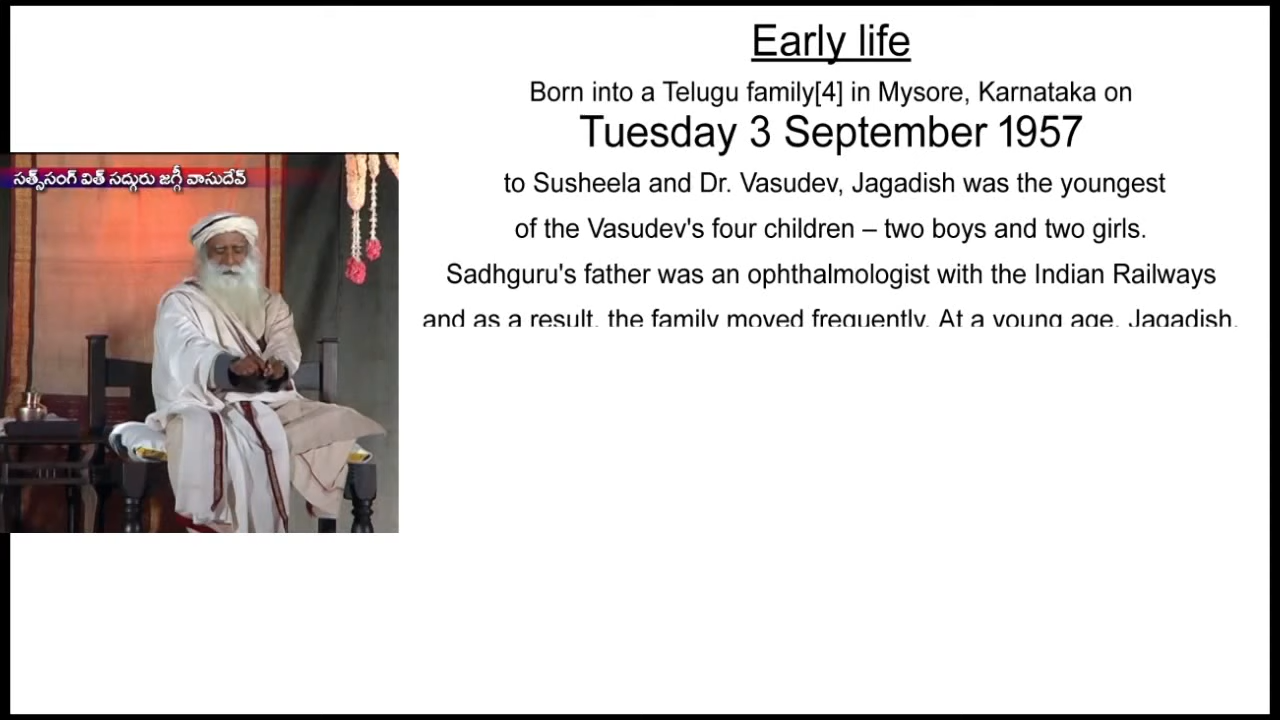 Early life
Born into a Telugu family[4] in Mysore, Karnataka on
Tuesday 3 September 1957
to Susheela and Dr. Vasudev, Jagadish was the youngest
of the Vasudev's four children – two boys and two girls.
Sadhguru's father was an ophthalmologist with the Indian Railways
and as a result, the family moved frequently. At a young age, Jagadish,
సత్స్‌సంగ్ విత్ సద్గురు జగ్గీ వాసుదేవ్